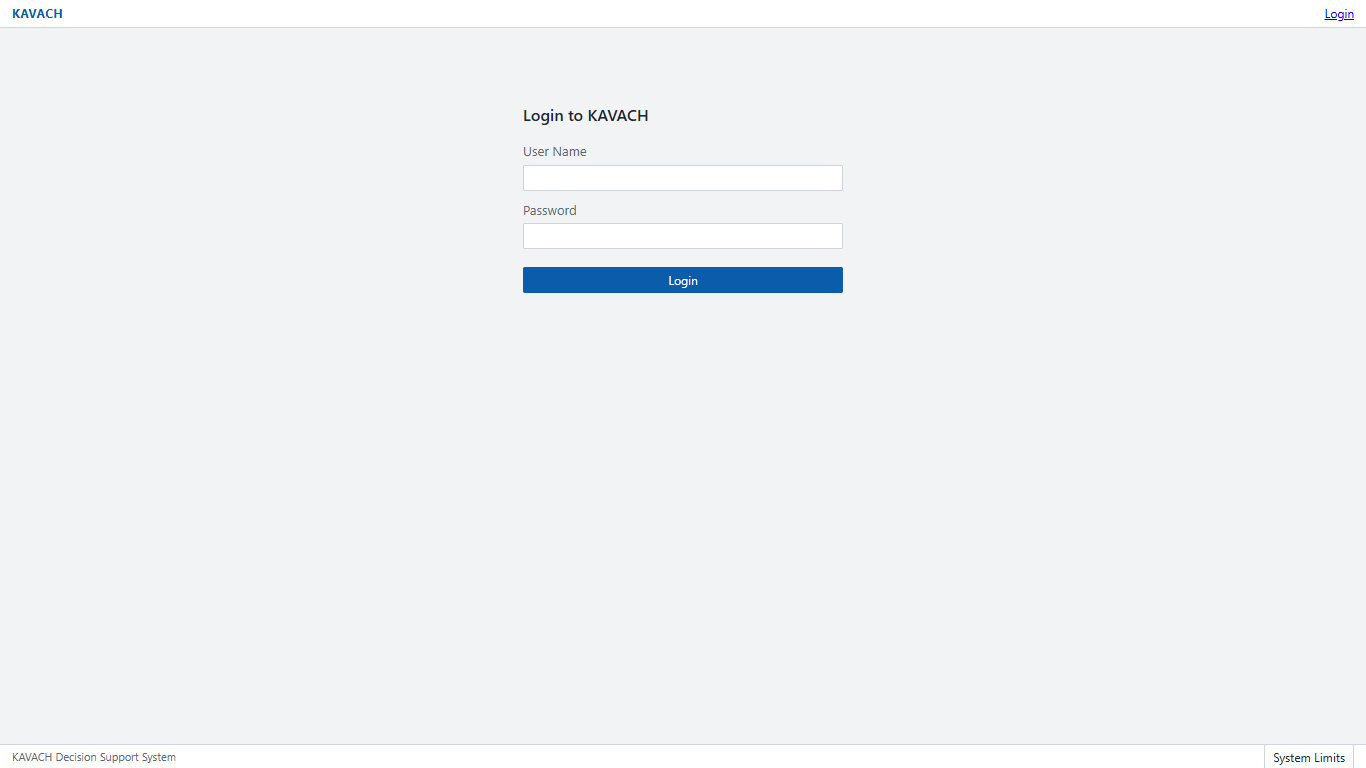 KAVACH
Login
Login to KAVACH
User Name
Password
Login
KAVACH Decision Support System
System Limits